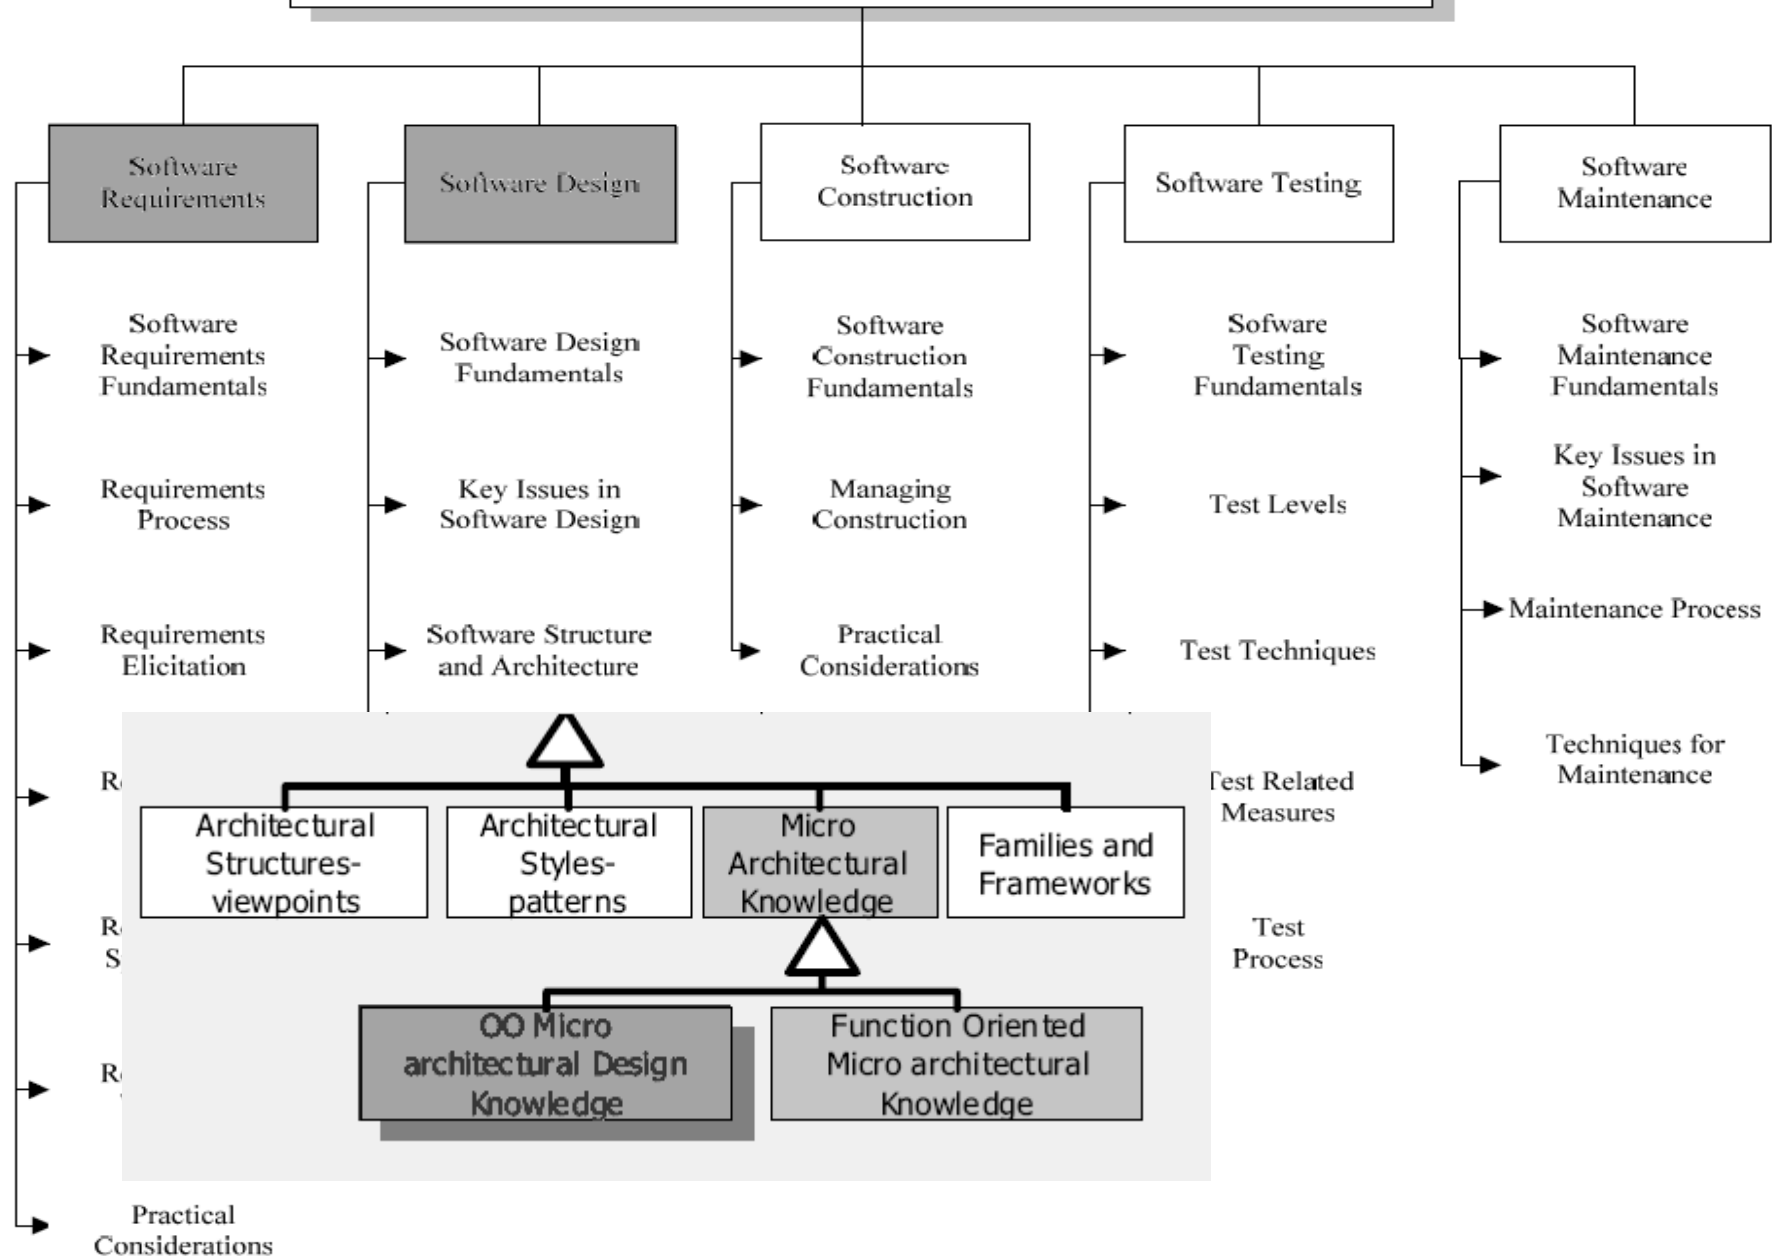 Software
Requirements
Software Design
Software
Construction
Software Testing
Software
Maintenance
Software
Requirements
Fundamentals
Requirements
Process
Requirements
Elicitation
Practical
Considerations
Software Design
Fundamentals
Key Issues in
Software Design
Software Structure
and Architecture
Software
Construction
Fundamentals
Managing
Construction
Practical
Considerations
Sofware
Testing
Fundamentals
Test Levels
Test Techniques
Test Related
Measures
Test
Process
Software
Maintenance
Fundamentals
Key Issues in
Software
Maintenance
Maintenance Process
Techniques for
Maintenance
Architectural
Structures-
viewpoints
Architectural
Styles-
patterns
Micro
Architectural
Knowledge
Families and
Frameworks
OO Micro
architectural Design
Knowledge
Function Oriented
Micro architectural
Knowledge